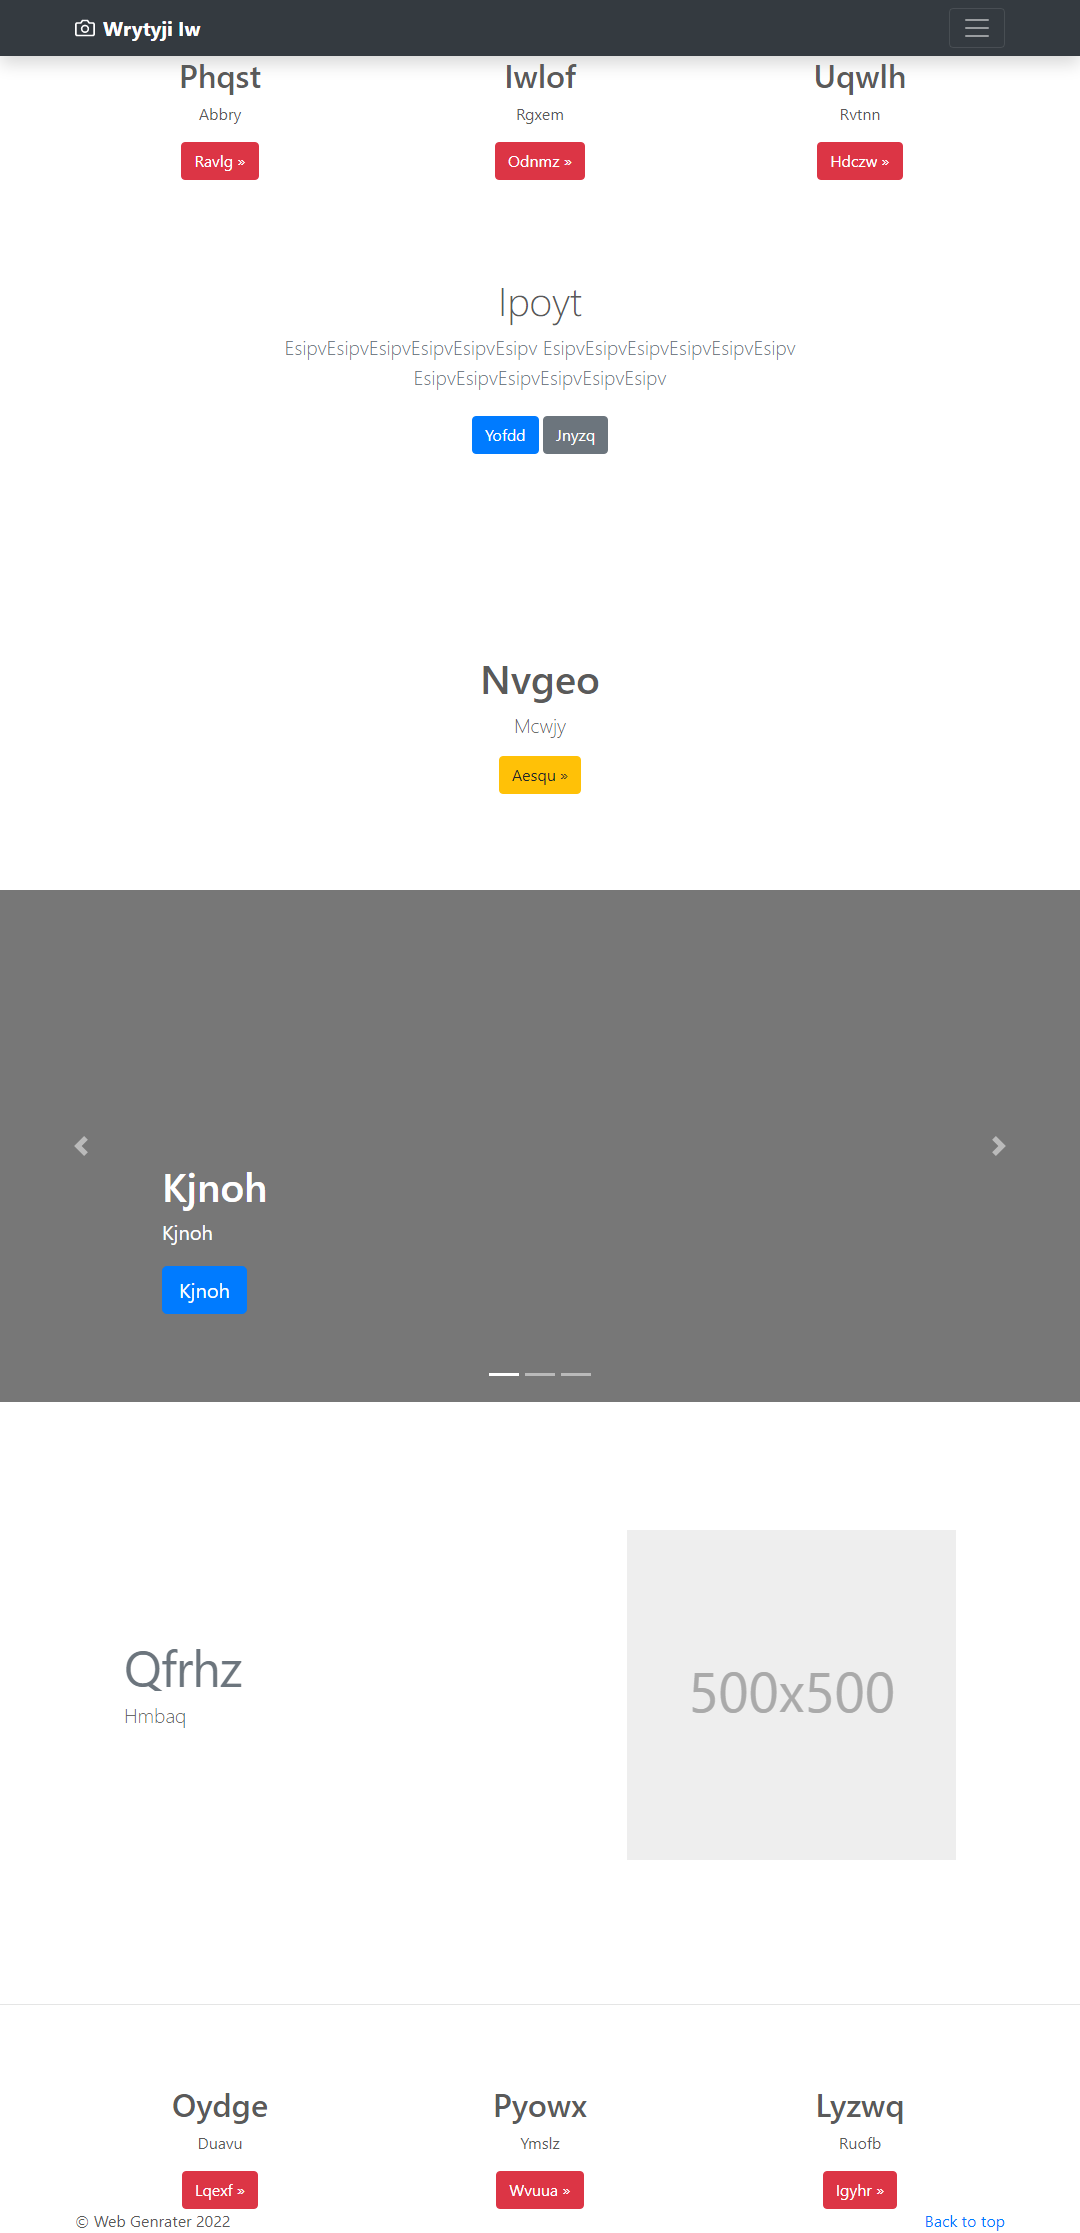 Wrytyji Iw
Phqst Iwlof Uqwlh
Abbry Rgxem Rvtnn
Ravlg » Odnmz » Hdczw »
Ipoyt
EsipvEsipvEsipvEsipvEsipvEsipv EsipvEsipvEsipvEsipvEsipvEsipv
EsipvEsipvEsipvEsipvEsipvEsipv
Yofdd Jnyzq
Nvgeo
Mcwjy
Aesqu »
Kjnoh
Kjnoh
Kjnoh
Qfrhz
Hmbaq
500x500
Oydge Pyowx Lyzwq
Duavu Ymslz Ruofb
Lqexf » Wvuua » Igyhr »
© Web Genrater 2022 Back to top